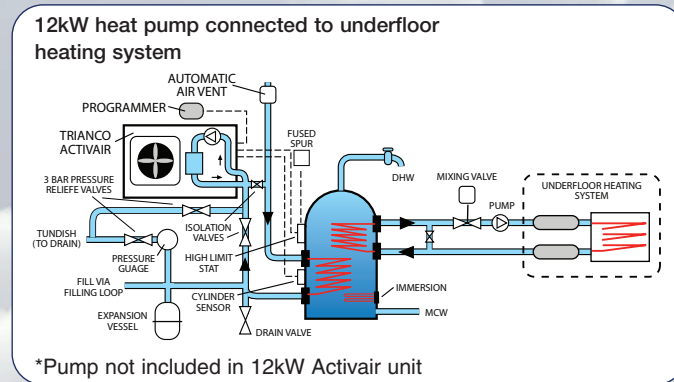 12kW heat pump connected to underfloor
heating system
AUTOMATIC
AIR VENT
PROGRAMMER
TRIANCO
ACTIVAIR
FUSED
SPUR
DHW
MIXING VALVE
PUMP
UNDERFLOOR HEATING
SYSTEM
3 BAR PRESSURE
RELIEFE VALVES
ISOLATION
VALVES
TUNDISH
(TO DRAIN)
PRESSURE
GUAGE
HIGH LIMIT
STAT
FILL VIA
FILLING LOOP
CYLINDER
SENSOR
IMMERSION
EXPANSION
VESSEL
DRAIN VALVE
MCW
*Pump not included in 12kW Activair unit